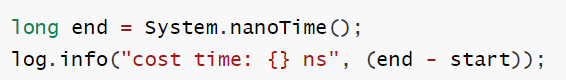 long end = System.nanoTime();
log.info("cost time: {} ns", (end - start));